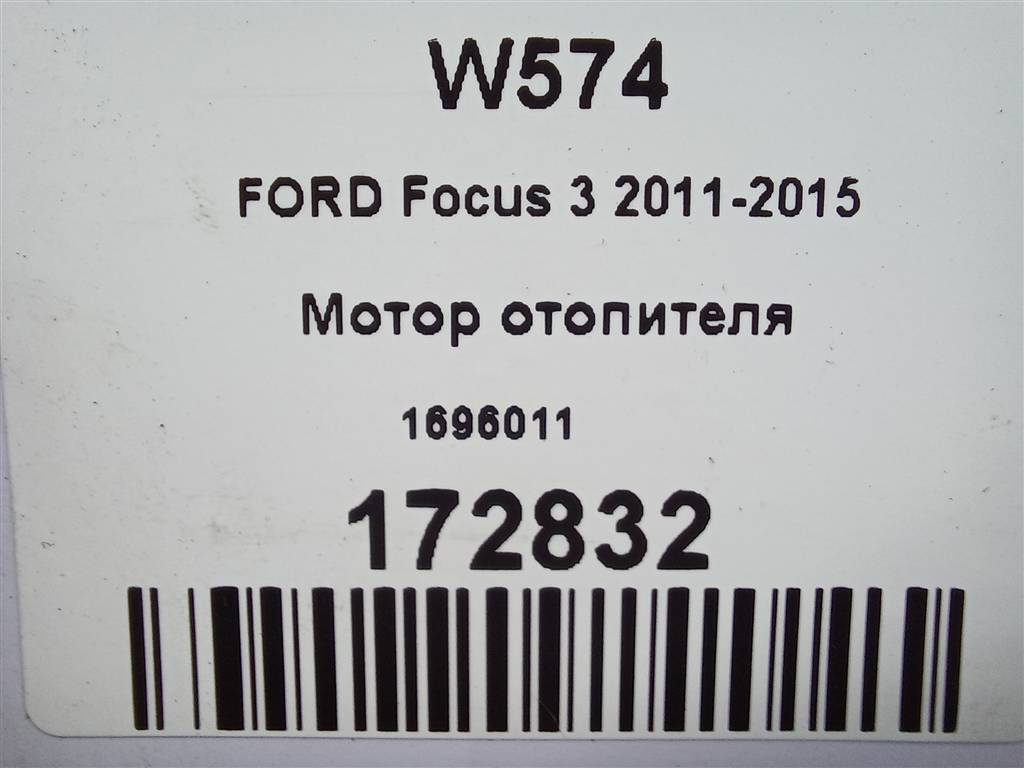 W574
FORD Focus 3 2011-2015
Мотор отопителя
1696011
172832